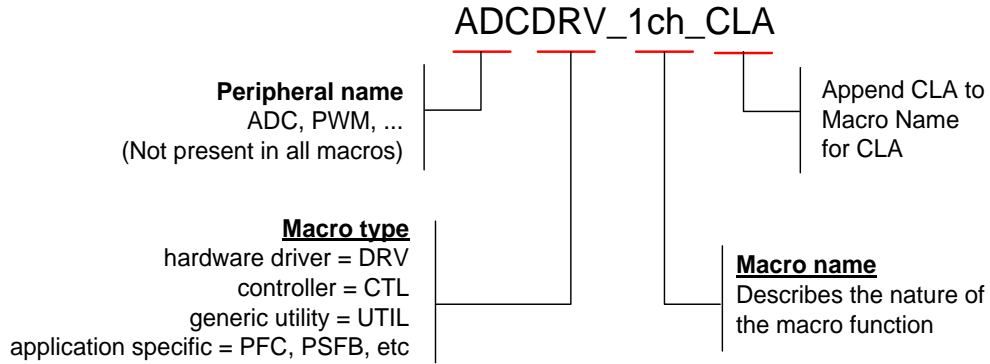 ADCDRV_1ch_CLA
Peripheral name
ADC, PWM, ...
(Not present in all macros)
Append CLA to
Macro Name
for CLA
Macro type
hardware driver = DRV
controller = CTL
generic utility = UTIL
application specific = PFC, PSFB, etc
Macro name
Describes the nature of
the macro function